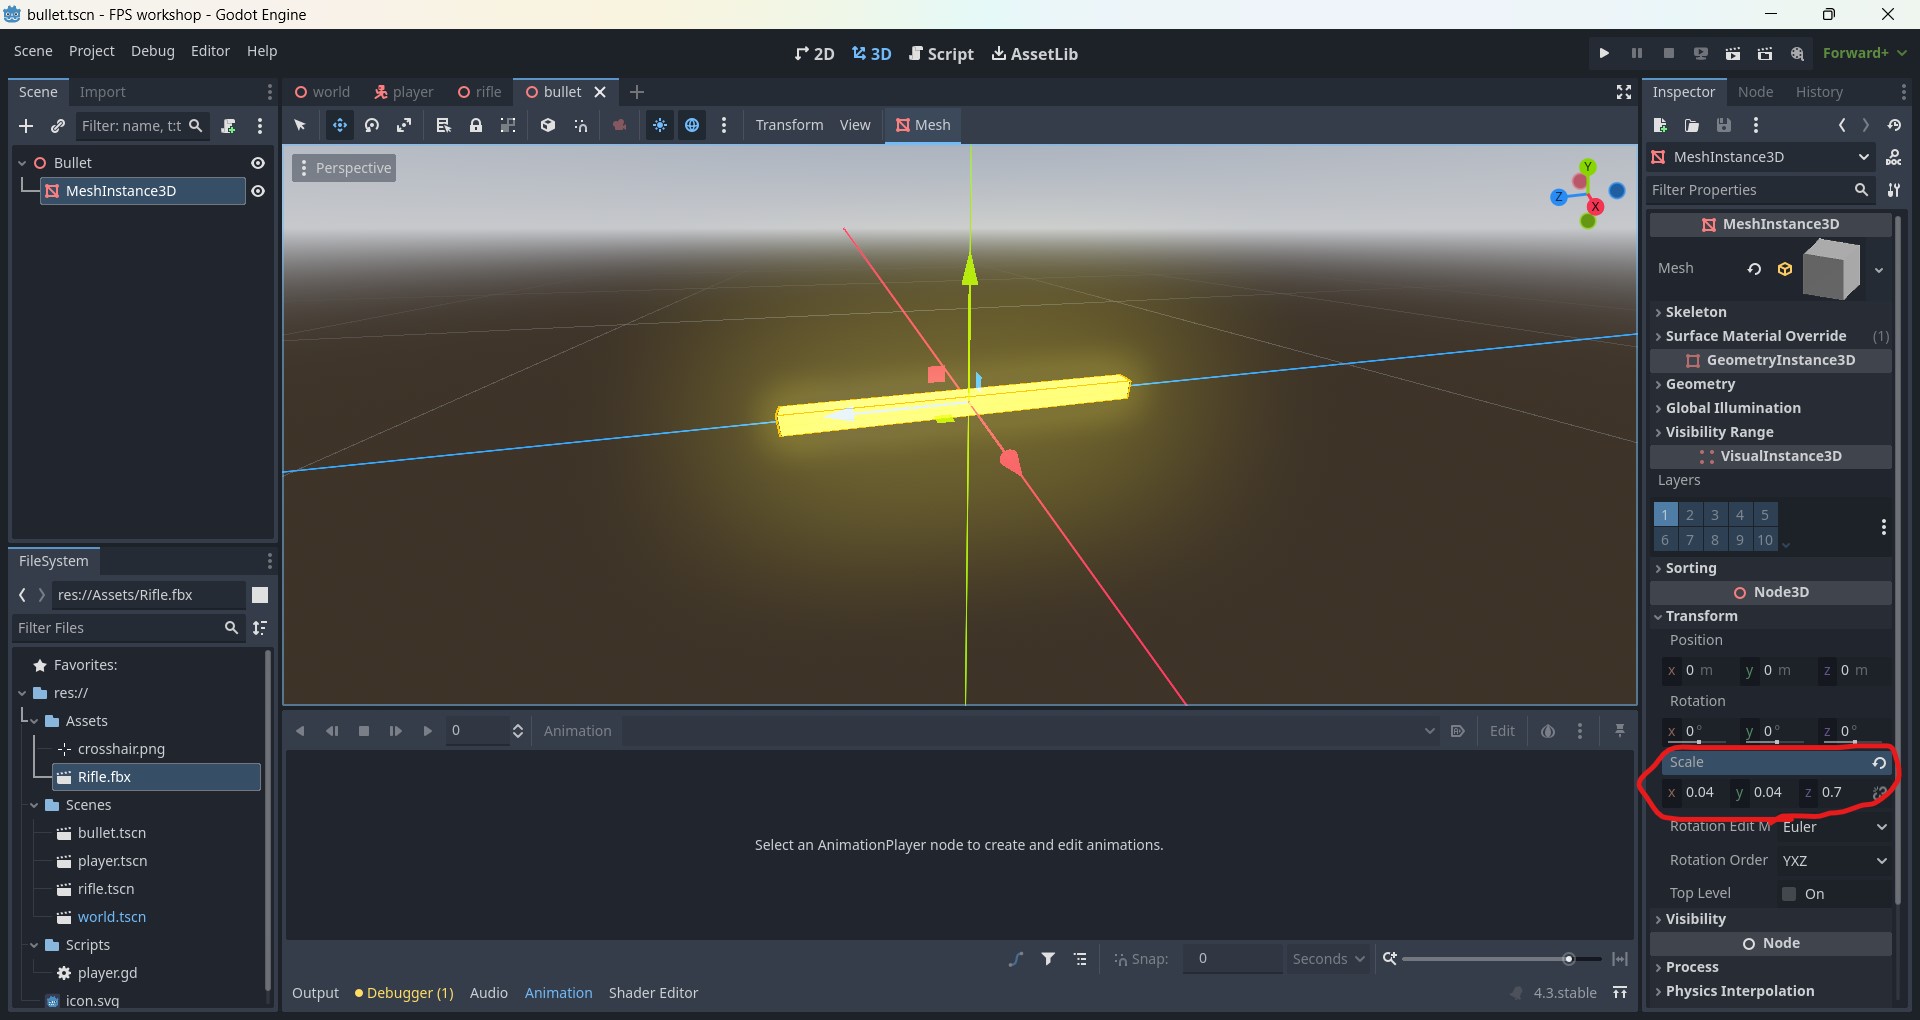 bullet.tscn - FPS workshop - Godot Engine
Scene Project Debug Editor Help
2D 3D Script AssetLib
Forward+
Scene Import
world player rifle bullet
Inspector Node History
Filter: name, t:t
Transform View Mesh
Bullet
MeshInstance3D
Perspective
Y
Z
X
FileSystem
res://Assets/Rifle.fbx
Filter Files
Favorites:
res://
Assets
crosshair.png
Rifle.fbx
Scenes
bullet.tscn
player.tscn
rifle.tscn
world.tscn
Scripts
player.gd
icon.svg
0 Animation Edit
Select an AnimationPlayer node to create and edit animations.
Snap: 0 Seconds
Output Debugger (1) Audio Animation Shader Editor
4.3.stable
MeshInstance3D
Filter Properties
MeshInstance3D
Mesh
Skeleton
Surface Material Override (1)
GeometryInstance3D
Geometry
Global Illumination
Visibility Range
VisualInstance3D
Layers
1 2 3 4 5
6 7 8 9 10
Sorting
Node3D
Transform
Position
x 0 m y 0 m z 0 m
Rotation
x 0 ° y 0 ° z 0 °
Scale
x 0.04 y 0.04 z 0.7
Rotation Edit M Euler
Rotation Order YXZ
Top Level On
Visibility
Node
Process
Physics Interpolation